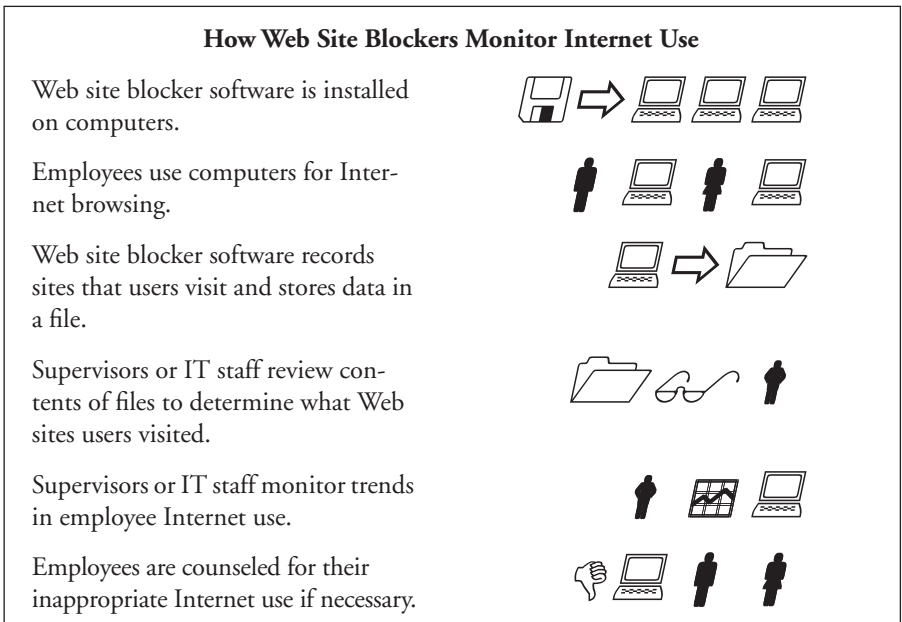 How Web Site Blockers Monitor Internet Use
Web site blocker software is installed
on computers.
Employees use computers for Inter-
net browsing.
Web site blocker software records
sites that users visit and stores data in
a file.
Supervisors or IT staff review con-
tents of files to determine what Web
sites users visited.
Supervisors or IT staff monitor trends
in employee Internet use.
Employees are counseled for their
inappropriate Internet use if necessary.